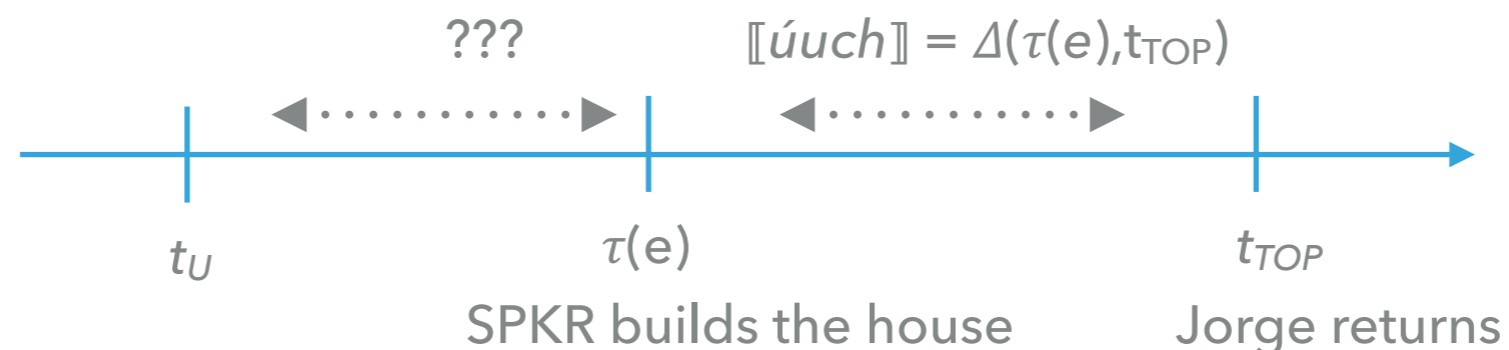 ??? ⟦úuch⟧ = Δ(τ(e),t_TOP)
t_U τ(e) t_TOP
SPKR builds the house Jorge returns